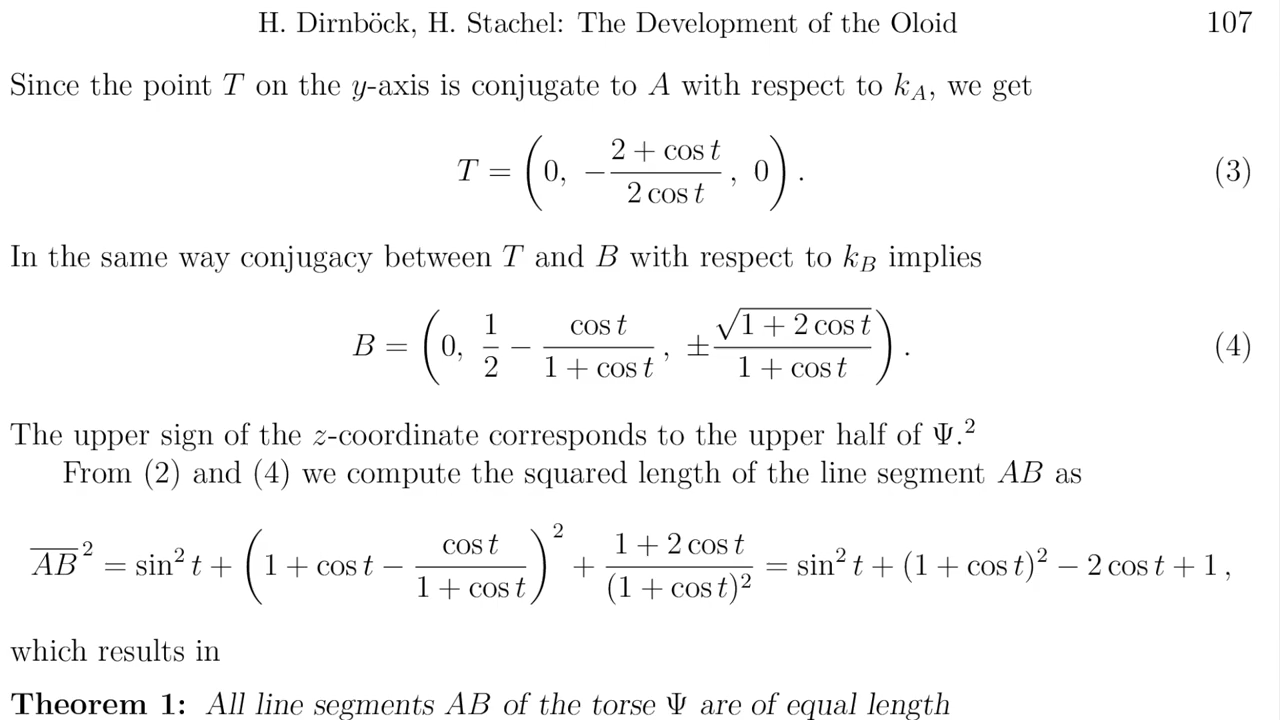 H. Dirnböck, H. Stachel: The Development of the Oloid 107
Since the point T on the y-axis is conjugate to A with respect to k_A, we get
T = (0, −(2 + cos t)/(2 cos t), 0). (3)
In the same way conjugacy between T and B with respect to k_B implies
B = (0, 1/2 − cos t/(1 + cos t), ±√(1 + 2 cos t)/(1 + cos t)). (4)
The upper sign of the z-coordinate corresponds to the upper half of Ψ.²
From (2) and (4) we compute the squared length of the line segment AB as
A̅B̅² = sin² t + (1 + cos t − cos t/(1 + cos t))² + (1 + 2 cos t)/(1 + cos t)² = sin² t + (1 + cos t)² − 2 cos t + 1 ,
which results in
Theorem 1: All line segments AB of the torse Ψ are of equal length